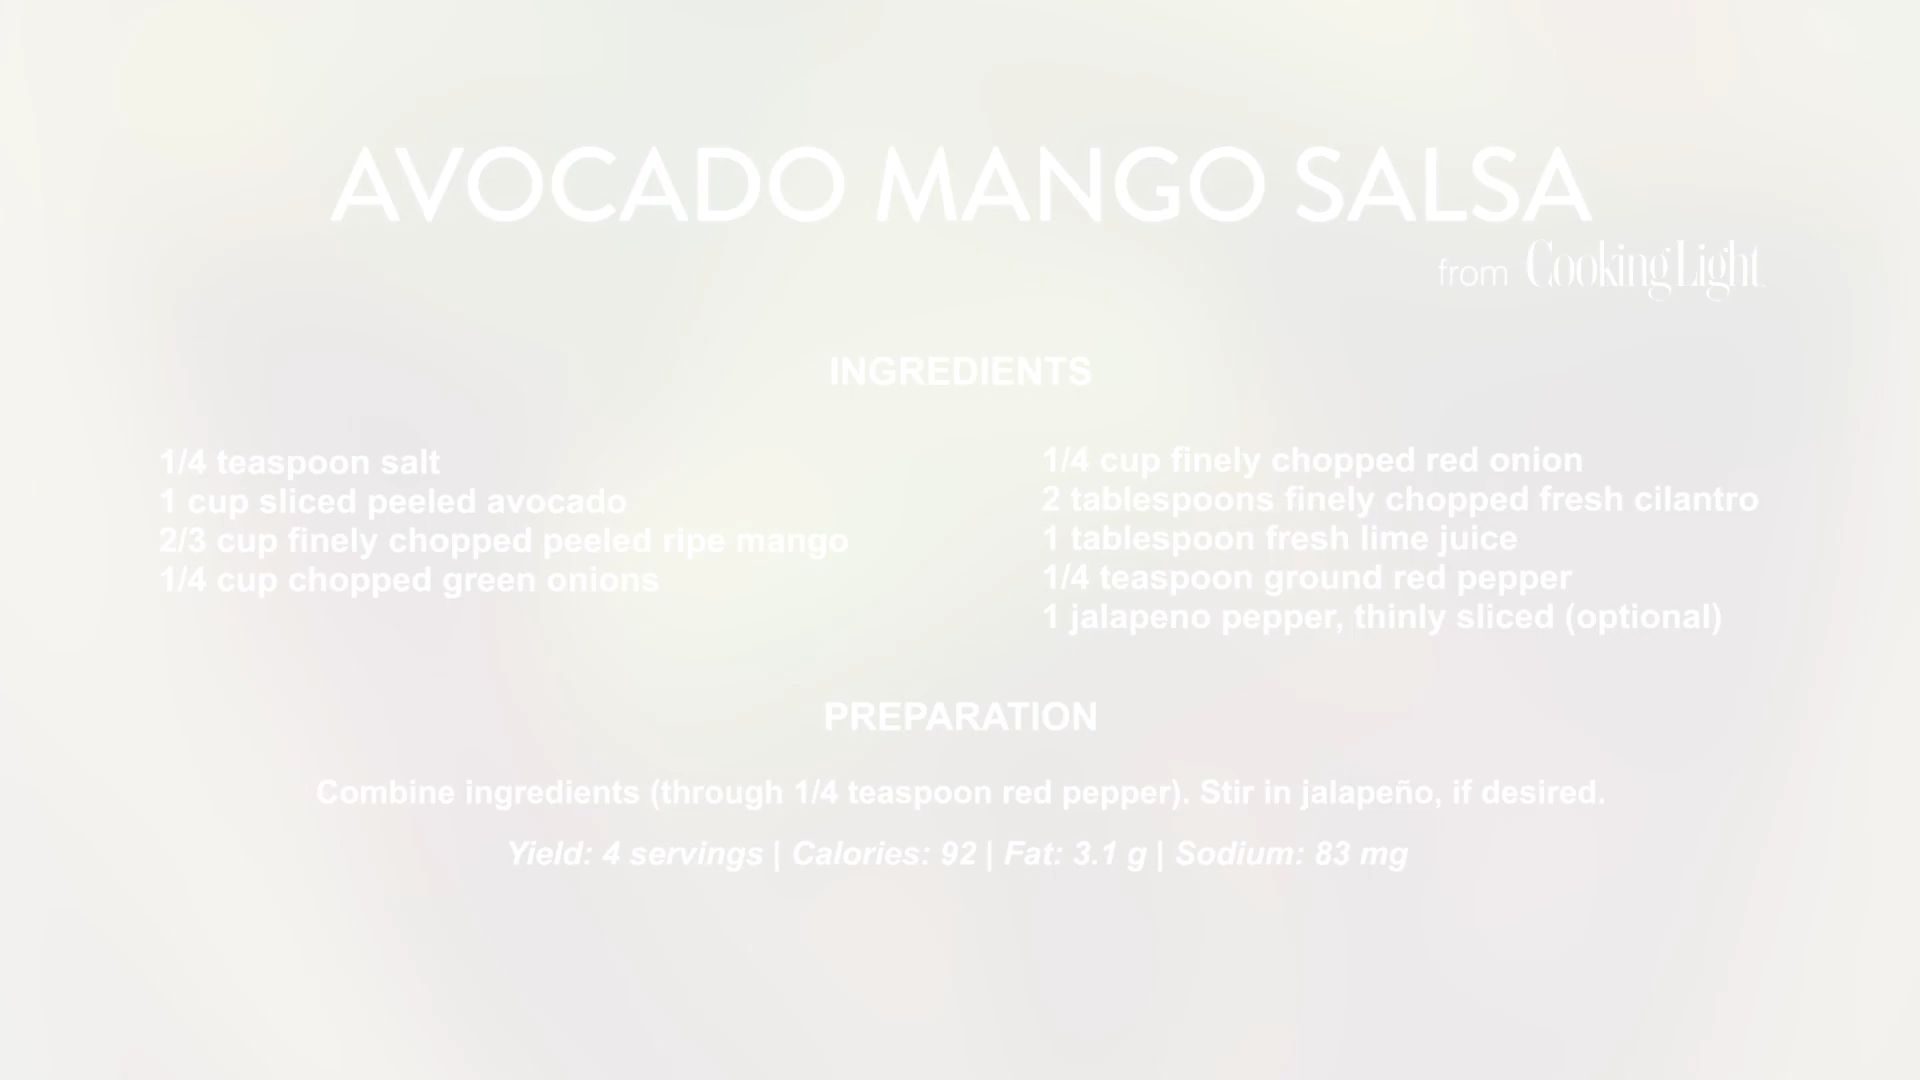 AVOCADO MANGO SALSA
from CookingLight
INGREDIENTS
1/4 teaspoon salt
1 cup sliced peeled avocado
2/3 cup finely chopped peeled ripe mango
1/4 cup chopped green onions
1/4 cup finely chopped red onion
2 tablespoons finely chopped fresh cilantro
1 tablespoon fresh lime juice
1/4 teaspoon ground red pepper
1 jalapeno pepper, thinly sliced (optional)
PREPARATION
Combine ingredients (through 1/4 teaspoon red pepper). Stir in jalapeño, if desired.
Yield: 4 servings | Calories: 92 | Fat: 3.1 g | Sodium: 83 mg